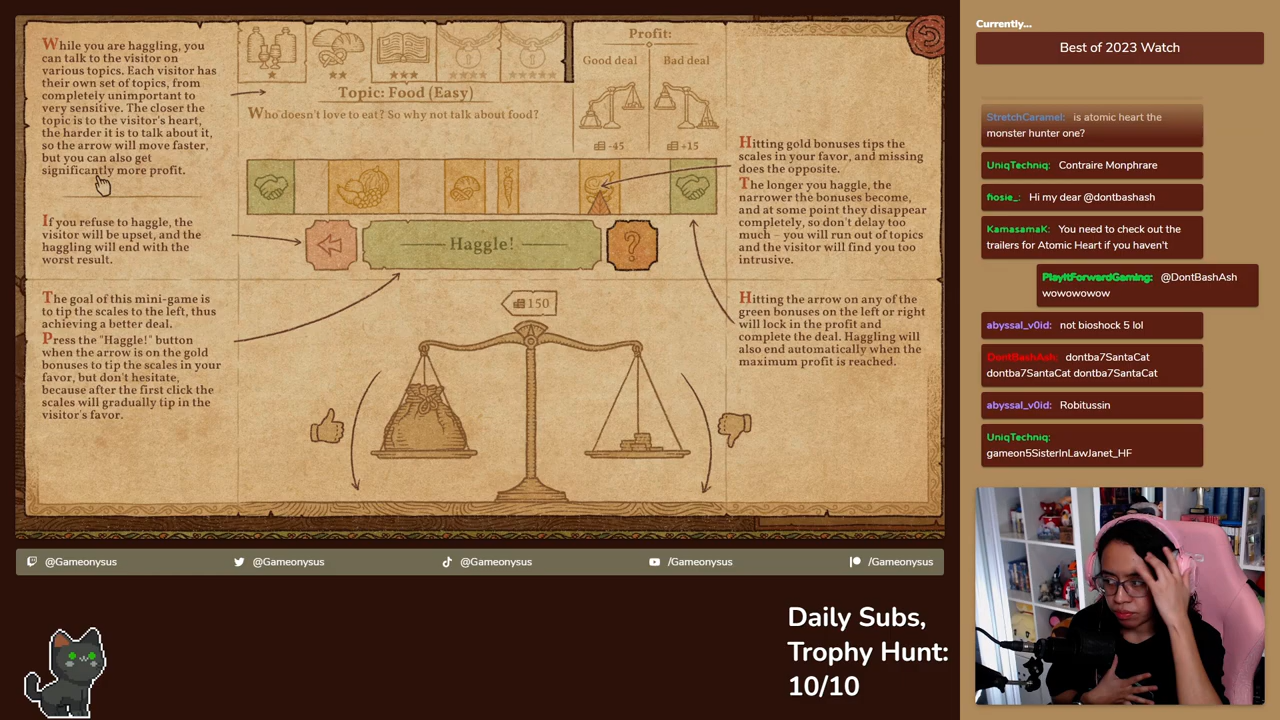 While you are haggling, you
can talk to the visitor on
various topics. Each visitor has
their own set of topics, from
completely unimportant to
very sensitive. The closer the
topic is to the visitor's heart,
the harder it is to talk about it,
so the arrow will move faster,
but you can also get
significantly more profit.
If you refuse to haggle, the
visitor will be upset, and the
haggling will end with the
worst result.
The goal of this mini-game is
to tip the scales to the left, thus
achieving a better deal.
Press the "Haggle!" button
when the arrow is on the gold
bonuses to tip the scales in your
favor, but don't hesitate,
because after the first click the
scales will gradually tip in the
visitor's favor.
Topic: Food (Easy)
Who doesn't love to eat? So why not talk about food?
Haggle!
?
150
Profit:
Good deal
Bad deal
-45
+15
Hitting gold bonuses tips the
scales in your favor, and missing
does the opposite.
The longer you haggle, the
narrower the bonuses become,
and at some point they disappear
completely, so don't delay too
much – you will run out of topics
and the visitor will find you too
intrusive.
Hitting the arrow on any of the
green bonuses on the left or right
will lock in the profit and
complete the deal. Haggling will
also end automatically when the
maximum profit is reached.
@Gameonysus
@Gameonysus
@Gameonysus
/Gameonysus
/Gameonysus
Daily Subs,
Trophy Hunt:
10/10
Currently...
Best of 2023 Watch
StretchCaramel: is atomic heart the
monster hunter one?
UniqTechniq: Contraire Monphrare
fiosie_: Hi my dear @dontbashash
KamasamaK: You need to check out the
trailers for Atomic Heart if you haven't
PlayItForwardGaming: @DontBashAsh
wowowowow
abyssal_v0id: not bioshock 5 lol
DontBashAsh: dontba7SantaCat
dontba7SantaCat dontba7SantaCat
abyssal_v0id: Robitussin
UniqTechniq:
gameon5SisterInLawJanet_HF